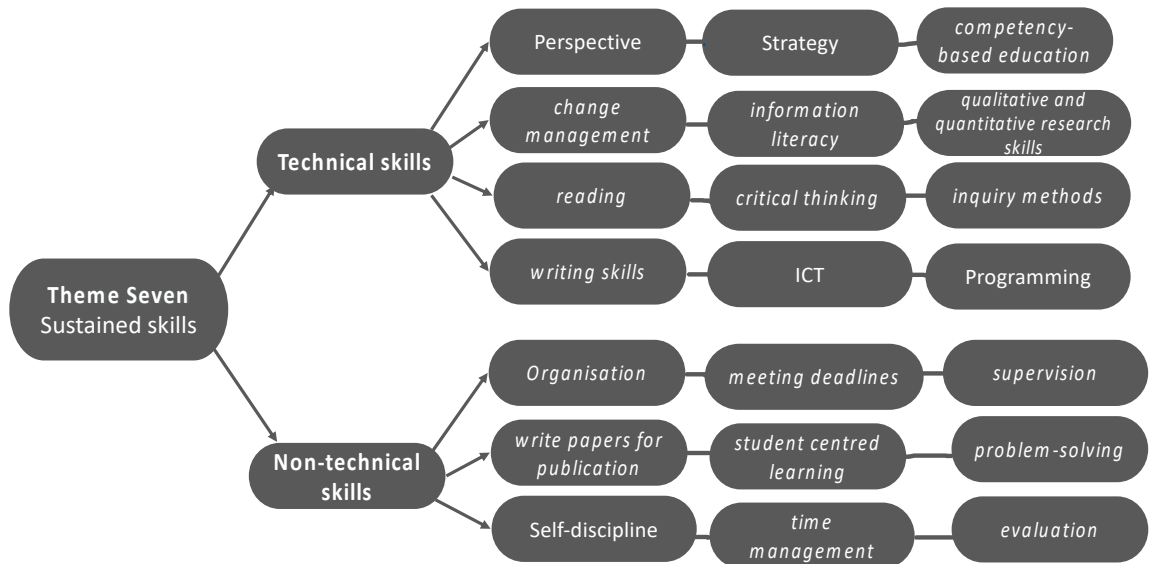 Perspective
Strategy
competency-
based education
change
management
information
literacy
qualitative and
quantitative research
skills
Technical skills
reading
critical thinking
inquiry methods
writing skills
ICT
Programming
Theme Seven
Sustained skills
Organisation
meeting deadlines
supervision
Non-technical
skills
write papers for
publication
student centred
learning
problem-solving
Self-discipline
time
management
evaluation